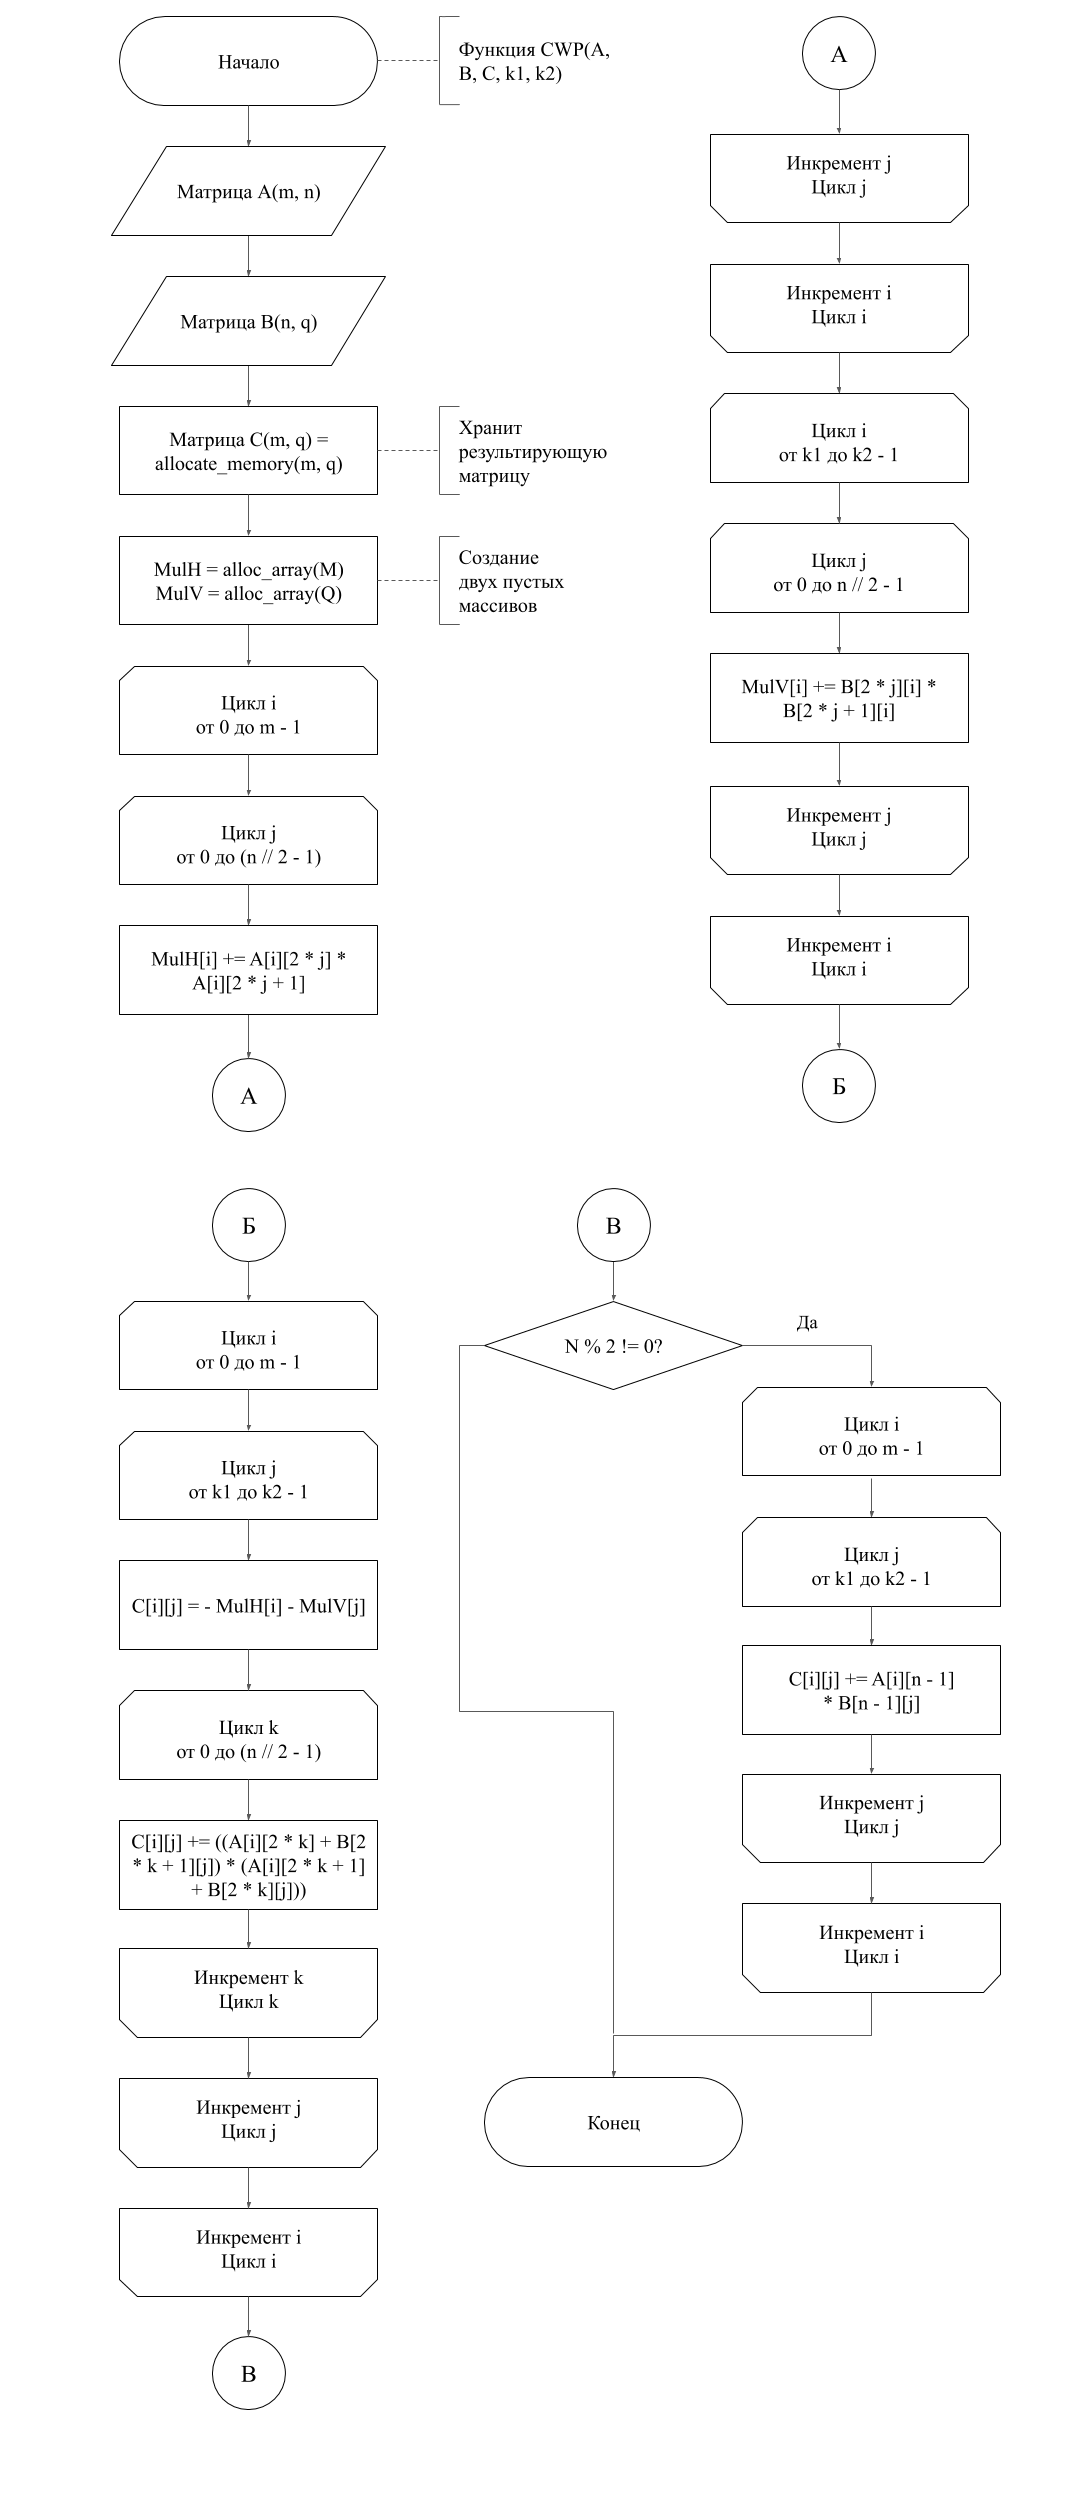 Начало
Функция CWP(A,
B, C, k1, k2)
Матрица A(m, n)
Матрица B(n, q)
Матрица C(m, q) =
allocate_memory(m, q)
Хранит
результирующую
матрицу
MulH = alloc_array(M)
MulV = alloc_array(Q)
Создание
двух пустых
массивов
Цикл i
от 0 до m - 1
Цикл j
от 0 до (n // 2 - 1)
MulH[i] += A[i][2 * j] *
A[i][2 * j + 1]
А
А
Инкремент j
Цикл j
Инкремент i
Цикл i
Цикл i
от k1 до k2 - 1
Цикл j
от 0 до n // 2 - 1
MulV[i] += B[2 * j][i] *
B[2 * j + 1][i]
Инкремент j
Цикл j
Инкремент i
Цикл i
Б
Б
Цикл i
от 0 до m - 1
Цикл j
от k1 до k2 - 1
C[i][j] = - MulH[i] - MulV[j]
Цикл k
от 0 до (n // 2 - 1)
C[i][j] += ((A[i][2 * k] + B[2
* k + 1][j]) * (A[i][2 * k + 1]
+ B[2 * k][j]))
Инкремент k
Цикл k
Инкремент j
Цикл j
Инкремент i
Цикл i
В
В
N % 2 != 0?
Да
Цикл i
от 0 до m - 1
Цикл j
от k1 до k2 - 1
C[i][j] += A[i][n - 1]
* B[n - 1][j]
Инкремент j
Цикл j
Инкремент i
Цикл i
Конец